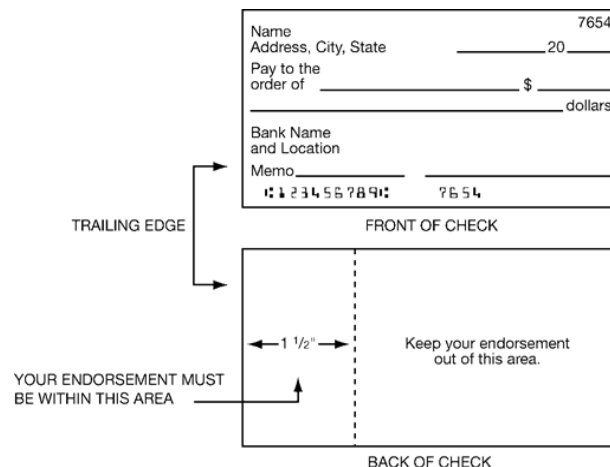 7654
Name
Address, City, State 20
Pay to the
order of $
dollars
Bank Name
and Location
Memo
⑆123456789⑆ 7654
TRAILING EDGE
FRONT OF CHECK
1 1/2"
Keep your endorsement
out of this area.
YOUR ENDORSEMENT MUST
BE WITHIN THIS AREA
BACK OF CHECK